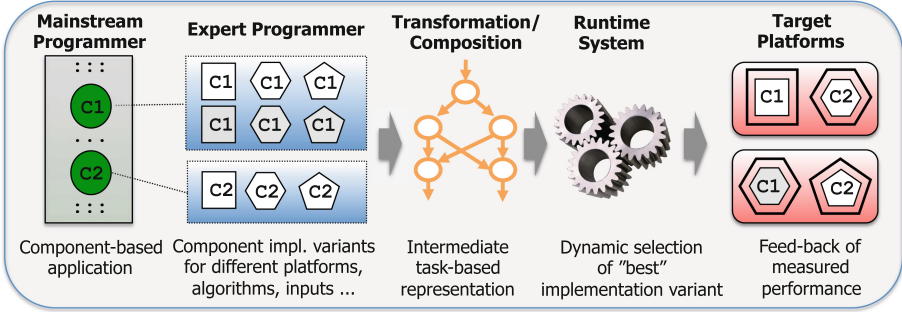 Mainstream
Programmer
Expert Programmer
Transformation/
Composition
Runtime
System
Target
Platforms
C1
C2
C1 C1 C1
C1 C1 C1
C2 C2 C2
C1 C2
C1 C2
Component-based
application
Component impl. variants
for different platforms,
algorithms, inputs ...
Intermediate
task-based
representation
Dynamic selection
of ”best”
implementation variant
Feed-back of
measured
performance